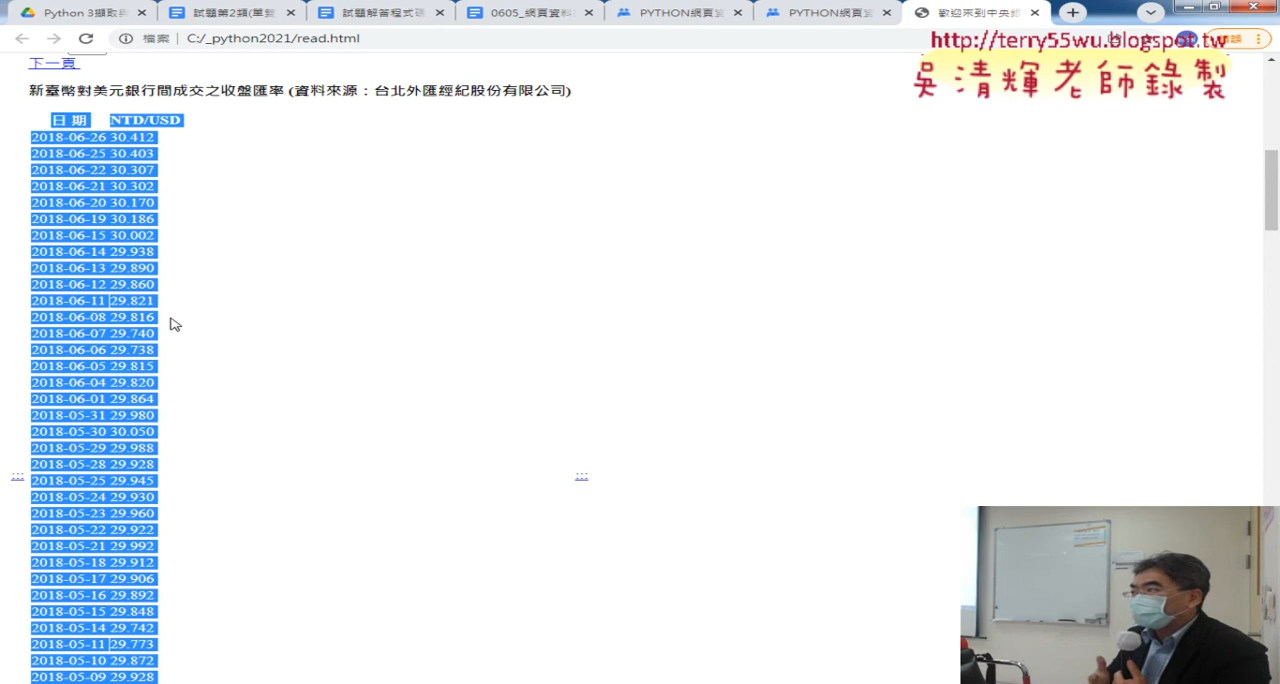 Python 3擷取與
試題第2類(單
試題解答程式碼
0605_網頁資料
PYTHON網頁資
PYTHON網頁資
歡迎來到中央銀
檔案
C:/_python2021/read.html
http://terry55wu.blogspot.tw
吳清輝老師錄製
下一頁
新臺幣對美元銀行間成交之收盤匯率 (資料來源：台北外匯經紀股份有限公司)
日 期 NTD/USD
2018-06-26 30.412
2018-06-25 30.403
2018-06-22 30.307
2018-06-21 30.302
2018-06-20 30.170
2018-06-19 30.186
2018-06-15 30.002
2018-06-14 29.938
2018-06-13 29.890
2018-06-12 29.860
2018-06-11 29.821
2018-06-08 29.816
2018-06-07 29.740
2018-06-06 29.738
2018-06-05 29.815
2018-06-04 29.820
2018-06-01 29.864
2018-05-31 29.980
2018-05-30 30.050
2018-05-29 29.988
2018-05-28 29.928
2018-05-25 29.945
2018-05-24 29.930
2018-05-23 29.960
2018-05-22 29.922
2018-05-21 29.992
2018-05-18 29.912
2018-05-17 29.906
2018-05-16 29.892
2018-05-15 29.848
2018-05-14 29.742
2018-05-11 29.773
2018-05-10 29.872
2018-05-09 29.928
::: :::